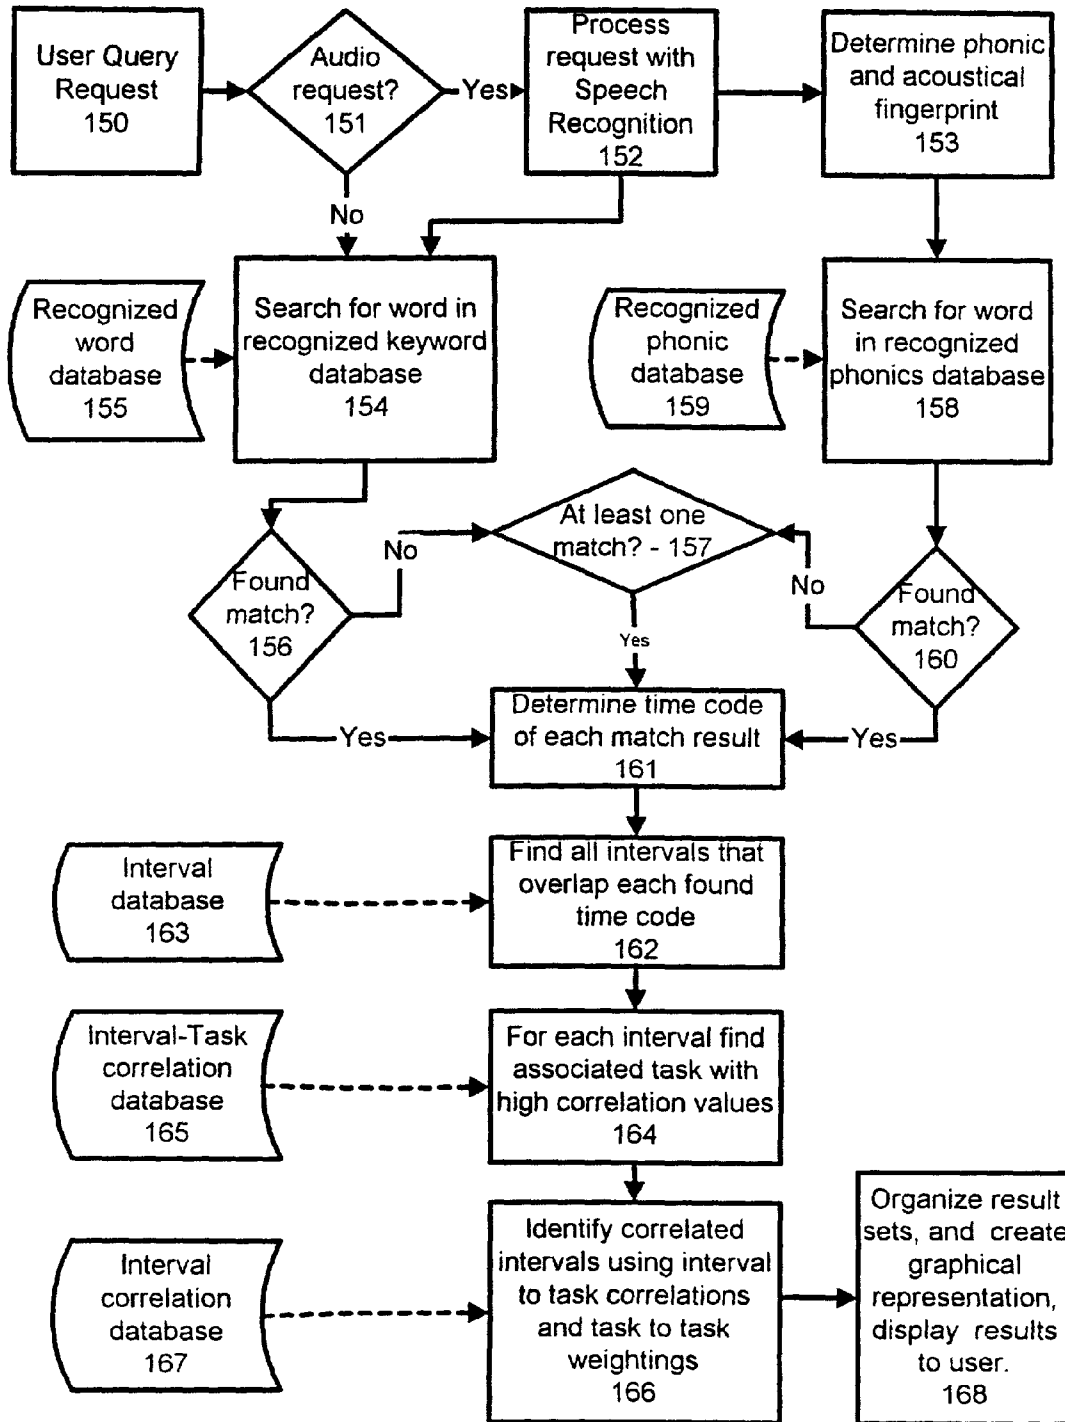 User Query
Request
150
Audio
request?
151
Yes
Process
request with
Speech
Recognition
152
Determine phonic
and acoustical
fingerprint
153
No
Recognized
word
database
155
Search for word in
recognized keyword
database
154
Recognized
phonic
database
159
Search for word
in recognized
phonics database
158
At least one
match? - 157
No
No
Found
match?
156
Found
match?
160
Yes
Yes
Determine time code
of each match result
161
Yes
Interval
database
163
Find all intervals that
overlap each found
time code
162
Interval-Task
correlation
database
165
For each interval find
associated task with
high correlation values
164
Interval
correlation
database
167
Identify correlated
intervals using interval
to task correlations
and task to task
weightings
166
Organize result
sets, and create
graphical
representation,
display results
to user.
168